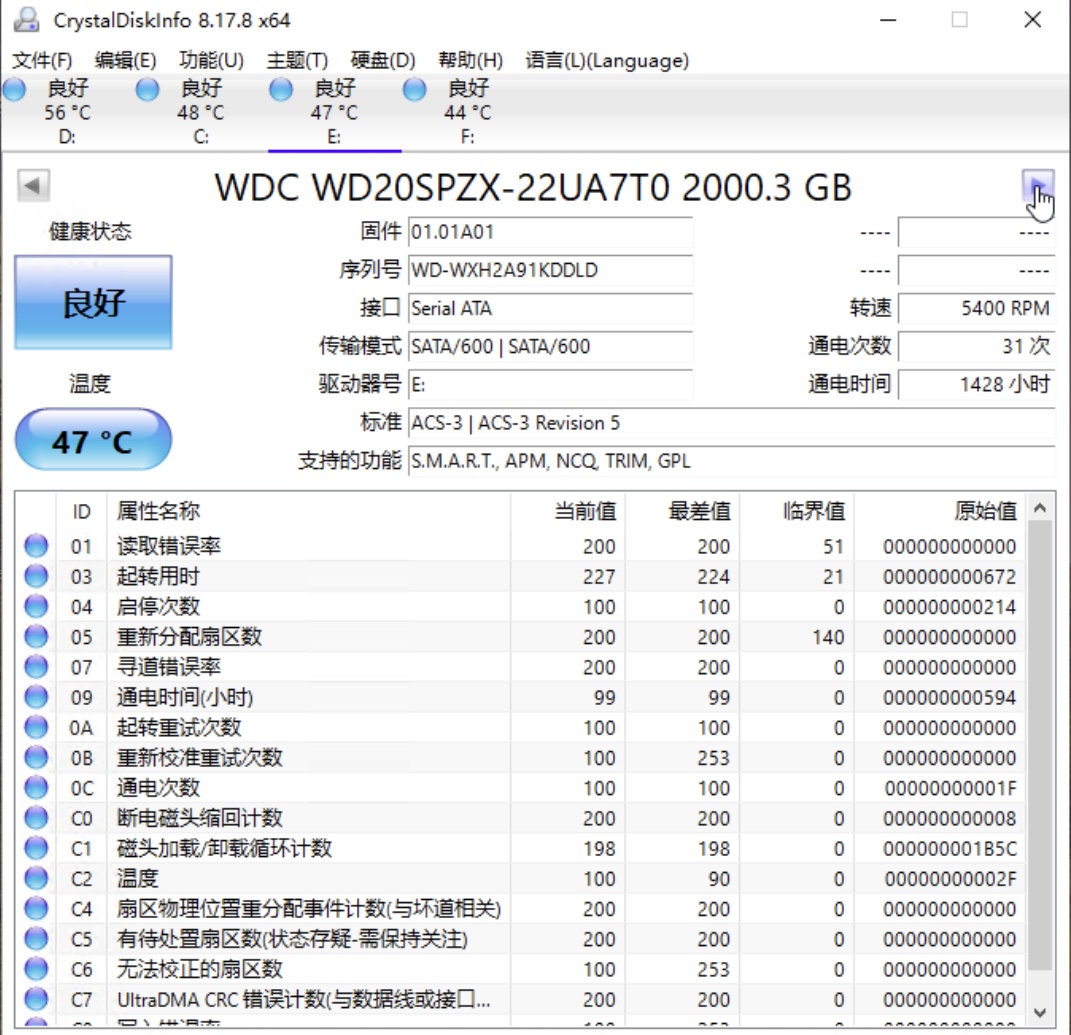 CrystalDiskInfo 8.17.8 x64
文件(F) 编辑(E) 功能(U) 主题(T) 硬盘(D) 帮助(H) 语言(L)(Language)
良好 良好 良好 良好
56 °C 48 °C 47 °C 44 °C
D: C: E: F:
WDC WD20SPZX-22UA7T0 2000.3 GB
健康状态 固件 01.01A01 ---- ----
序列号 WD-WXH2A91KDDLD ---- ----
良好 接口 Serial ATA 转速 5400 RPM
传输模式 SATA/600 | SATA/600 通电次数 31 次
温度 驱动器号 E: 通电时间 1428 小时
标准 ACS-3 | ACS-3 Revision 5
47 °C 支持的功能 S.M.A.R.T., APM, NCQ, TRIM, GPL
ID 属性名称 当前值 最差值 临界值 原始值
01 读取错误率 200 200 51 000000000000
03 起转用时 227 224 21 000000000672
04 启停次数 100 100 0 000000000214
05 重新分配扇区数 200 200 140 000000000000
07 寻道错误率 200 200 0 000000000000
09 通电时间(小时) 99 99 0 000000000594
0A 起转重试次数 100 100 0 000000000000
0B 重新校准重试次数 100 253 0 000000000000
0C 通电次数 100 100 0 00000000001F
C0 断电磁头缩回计数 200 200 0 000000000008
C1 磁头加载/卸载循环计数 198 198 0 000000001B5C
C2 温度 100 90 0 00000000002F
C4 扇区物理位置重分配事件计数(与坏道相关) 200 200 0 000000000000
C5 有待处置扇区数(状态存疑-需保持关注) 200 200 0 000000000000
C6 无法校正的扇区数 100 253 0 000000000000
C7 UltraDMA CRC 错误计数(与数据线或接口... 200 200 0 000000000000